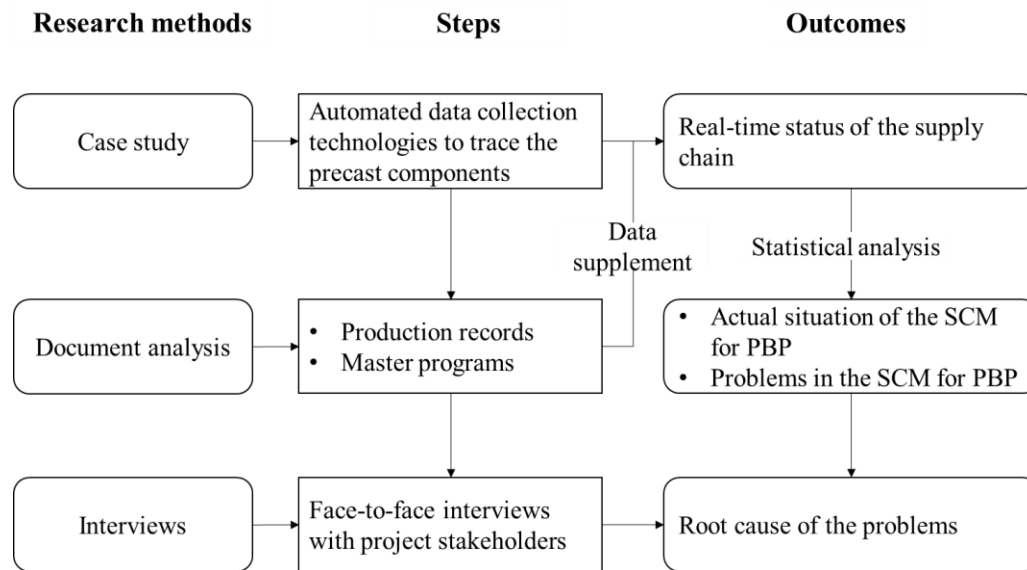 Research methods
Steps
Outcomes
Case study
Automated data collection
technologies to trace the
precast components
Real-time status of the supply
chain
Data
supplement
Statistical analysis
Document analysis
• Production records
• Master programs
• Actual situation of the SCM
for PBP
• Problems in the SCM for PBP
Interviews
Face-to-face interviews
with project stakeholders
Root cause of the problems